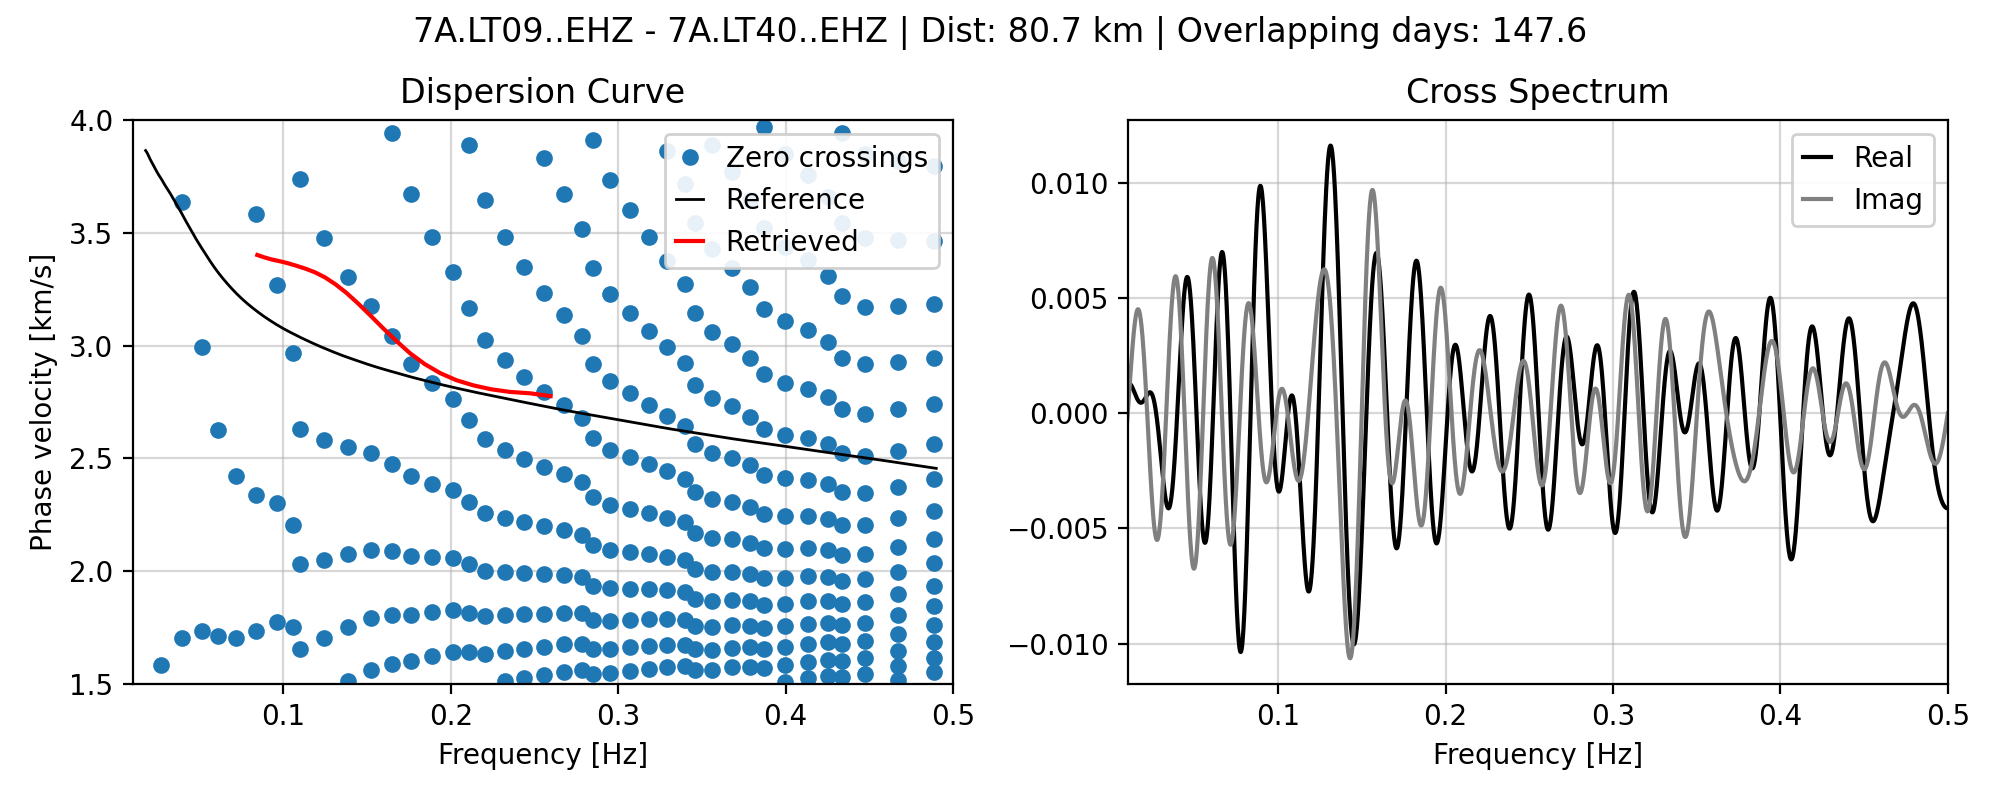 7A.LT09..EHZ - 7A.LT40..EHZ | Dist: 80.7 km | Overlapping days: 147.6
Dispersion Curve
4.0
3.5
3.0
2.5
2.0
1.5
Phase velocity [km/s]
0.1
0.2
0.3
0.4
0.5
Frequency [Hz]
Zero crossings
Reference
Retrieved
Cross Spectrum
0.010
0.005
0.000
−0.005
−0.010
0.1
0.2
0.3
0.4
0.5
Frequency [Hz]
Real
Imag